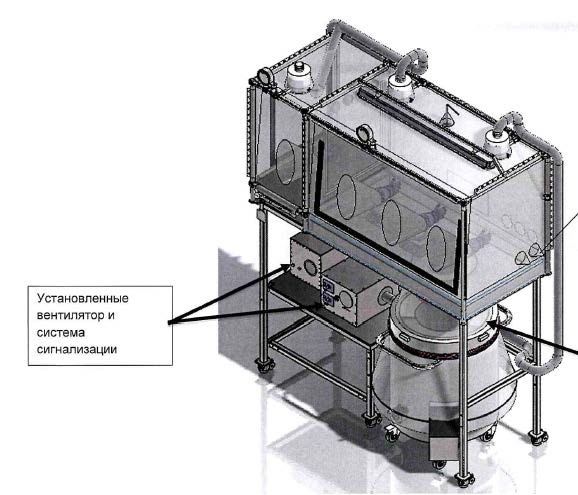 Установленные
вентилятор и
система
сигнализации